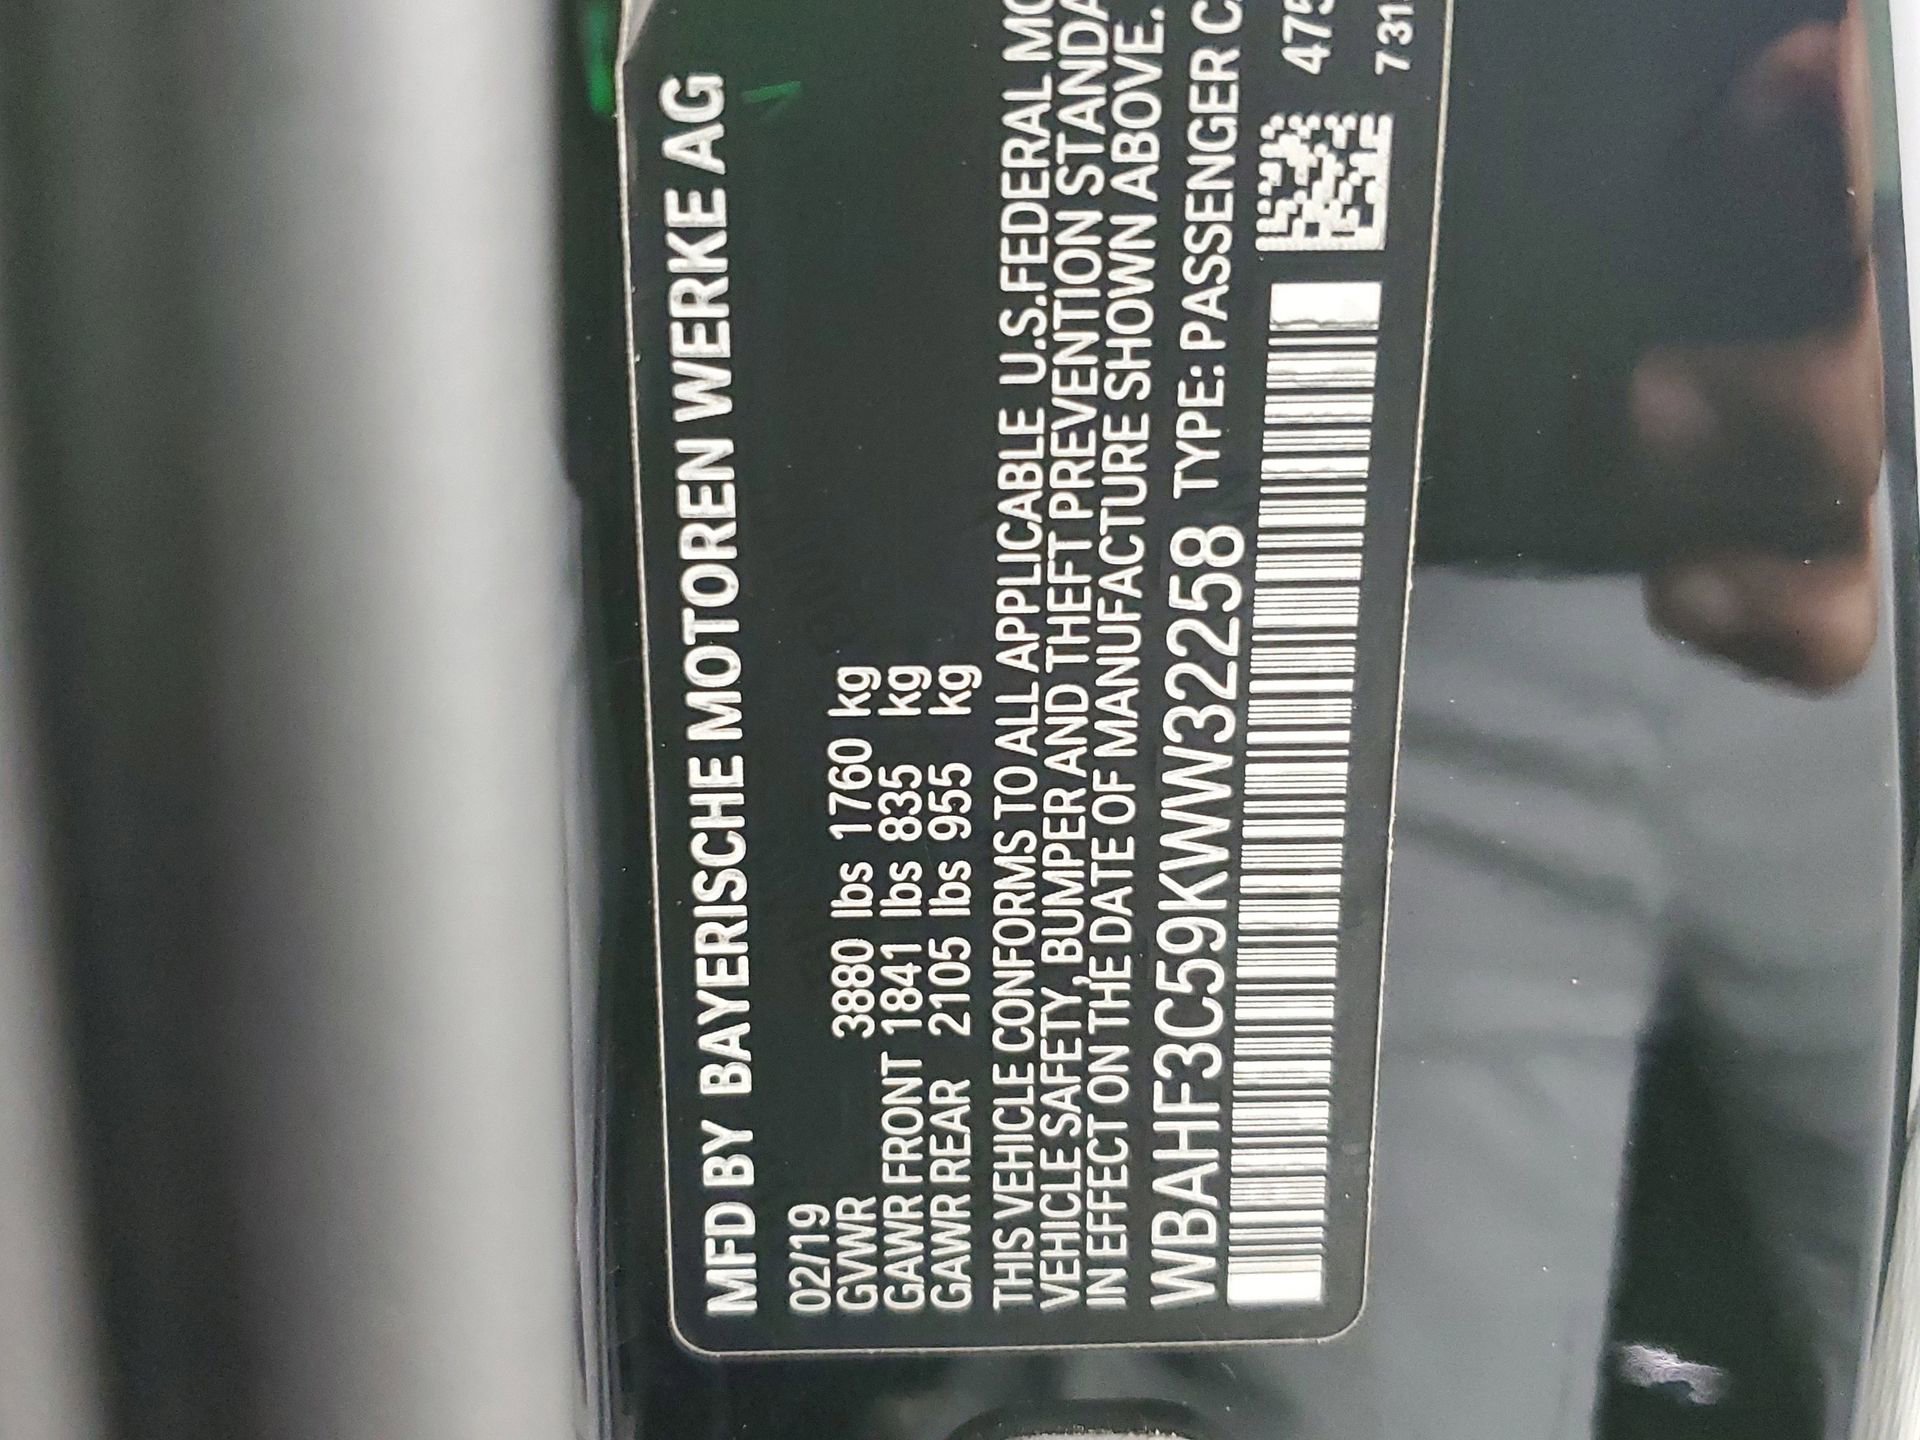 MFD BY BAYERISCHE MOTOREN WERKE AG
02/19
GVWR 3880 lbs 1760 kg
GAWR FRONT 1841 lbs 835 kg
GAWR REAR 2105 lbs 955 kg
THIS VEHICLE CONFORMS TO ALL APPLICABLE U.S.FEDERAL
VEHICLE SAFETY, BUMPER AND THEFT PREVENTION
IN EFFECT ON THE DATE OF MANUFACTURE SHOWN ABOVE.
WBAHF3C59KWW32258 TYPE: PASSENGER